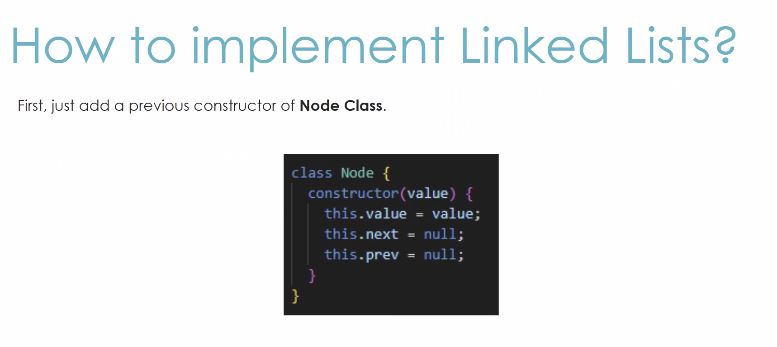 How to implement Linked Lists?
First, just add a previous constructor of Node Class.
class Node {
  constructor(value) {
    this.value = value;
    this.next = null;
    this.prev = null;
  }
}